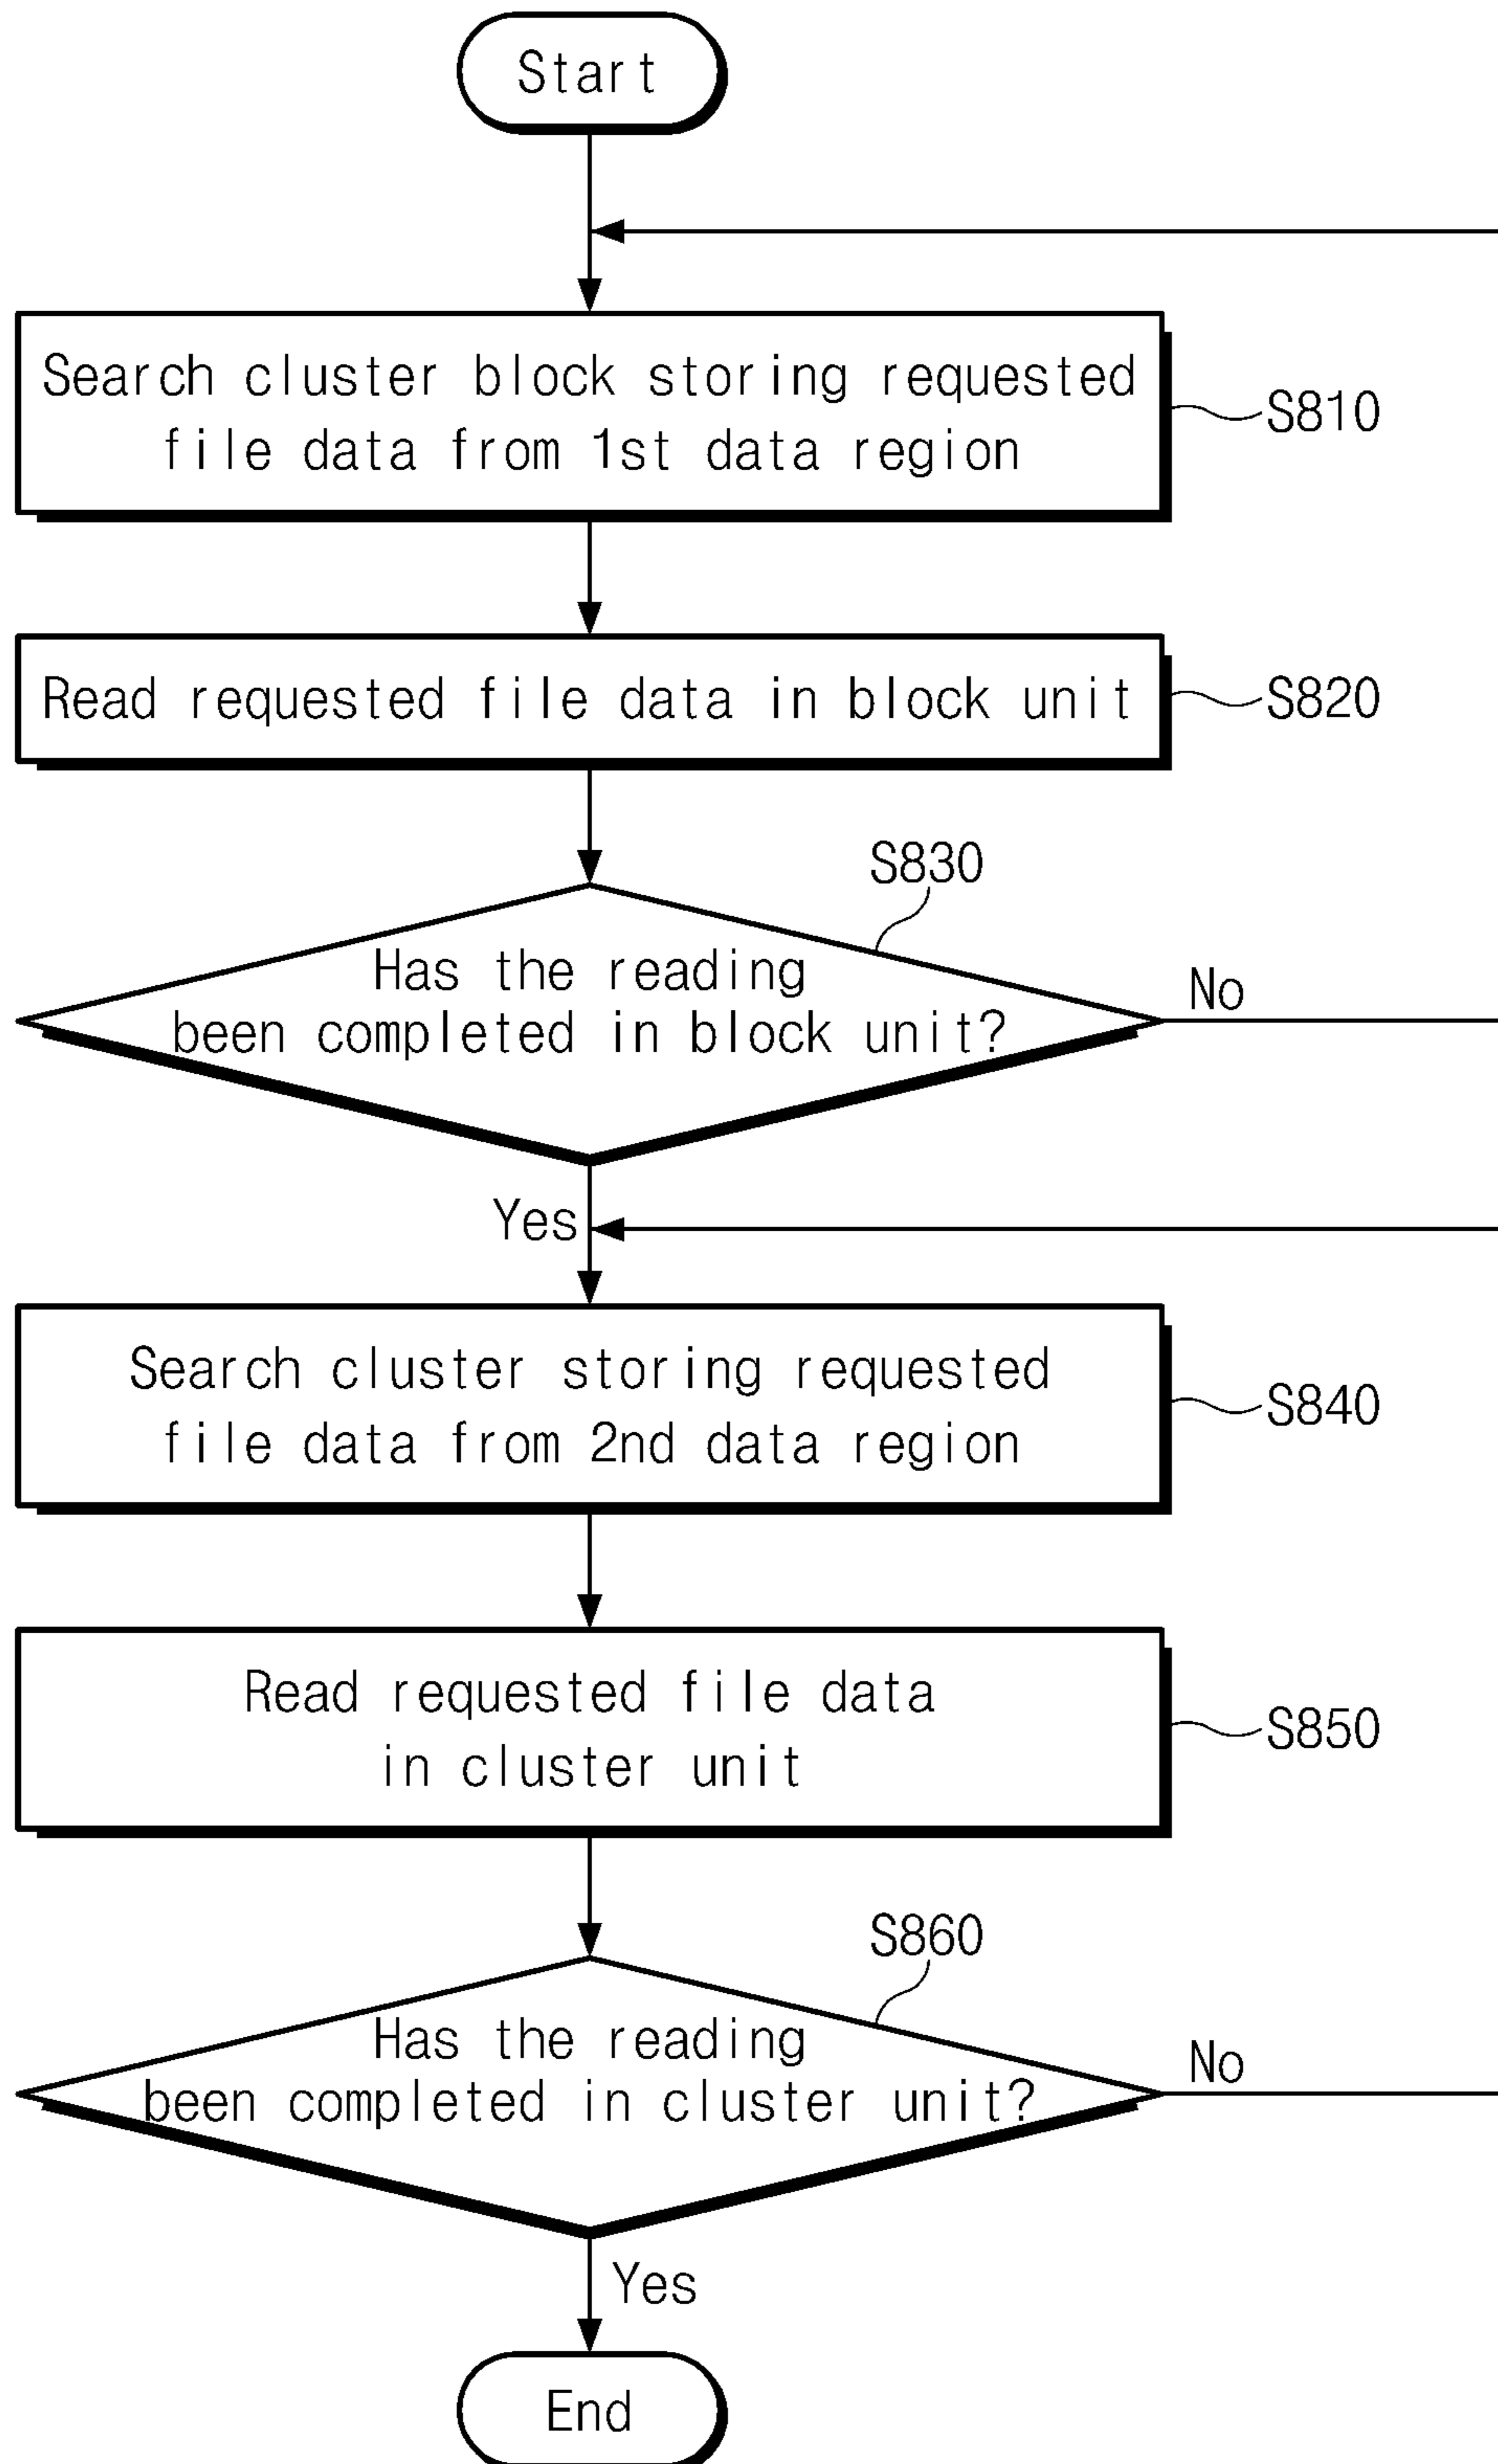 Start
Search cluster block storing requested
file data from 1st data region
S810
Read requested file data in block unit
S820
S830
Has the reading
been completed in block unit?
No
Yes
Search cluster storing requested
file data from 2nd data region
S840
Read requested file data
in cluster unit
S850
S860
Has the reading
been completed in cluster unit?
No
Yes
End